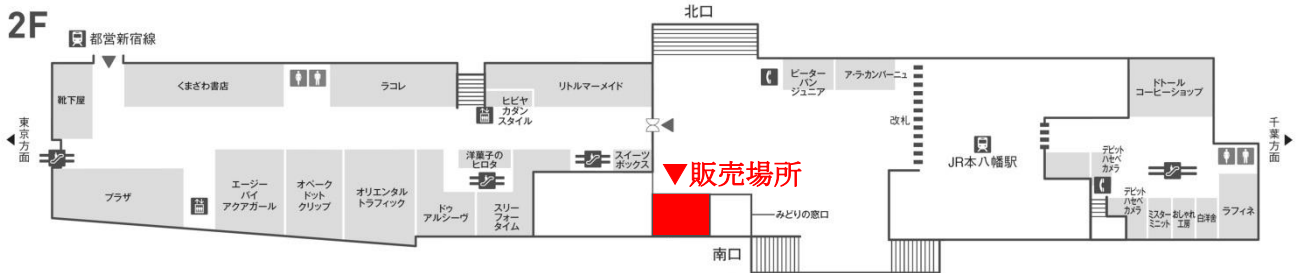 2F
都営新宿線
北口
靴下屋
くまざわ書店
ラコレ
リトルマーメイド
ヒビヤ
カダン
スタイル
ピーター
パン
ジュニア
ア・ラ・カンパーニュ
ドトール
コーヒーショップ
東京方面
改札
JR本八幡駅
千葉方面
プラザ
エージー
バイ
アクアガール
オペーク
ドット
クリップ
オリエンタル
トラフィック
洋菓子の
ヒロタ
ドゥ
アルシーヴ
スリー
フォー
タイム
スイーツ
ボックス
▼販売場所
みどりの窓口
南口
デビット
ハセベ
カメラ
デビット
ハセベ
カメラ
ミスター
ミニット
おしゃれ
工房
白洋舍
ラフィネ